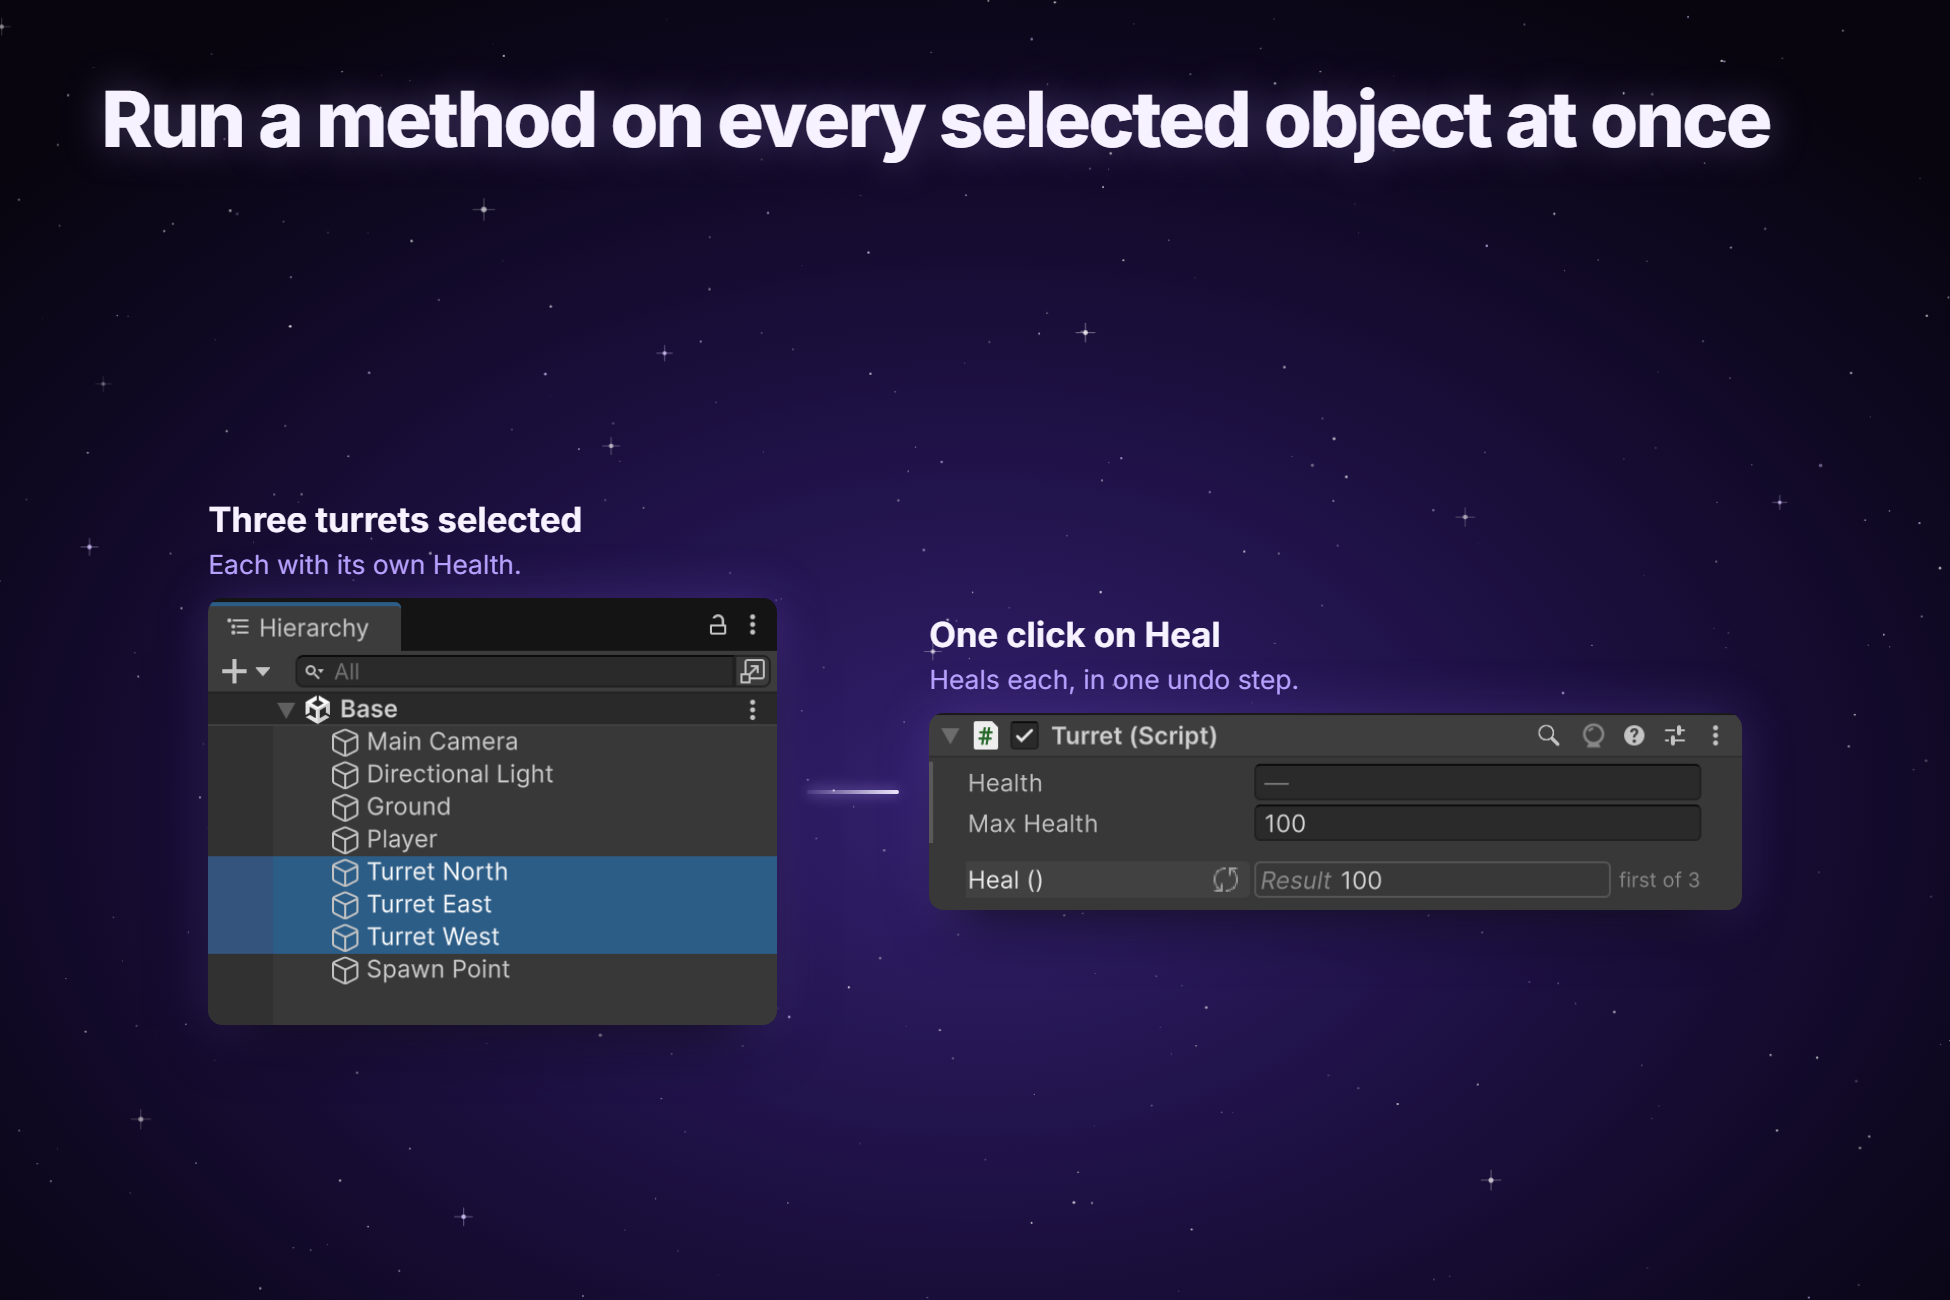 Run a method on every selected object at once
Three turrets selected
Each with its own Health.
Hierarchy
All
Base
Main Camera
Directional Light
Ground
Player
Turret North
Turret East
Turret West
Spawn Point
One click on Heal
Heals each, in one undo step.
# Turret (Script)
Health —
Max Health 100
Heal () Result 100 first of 3